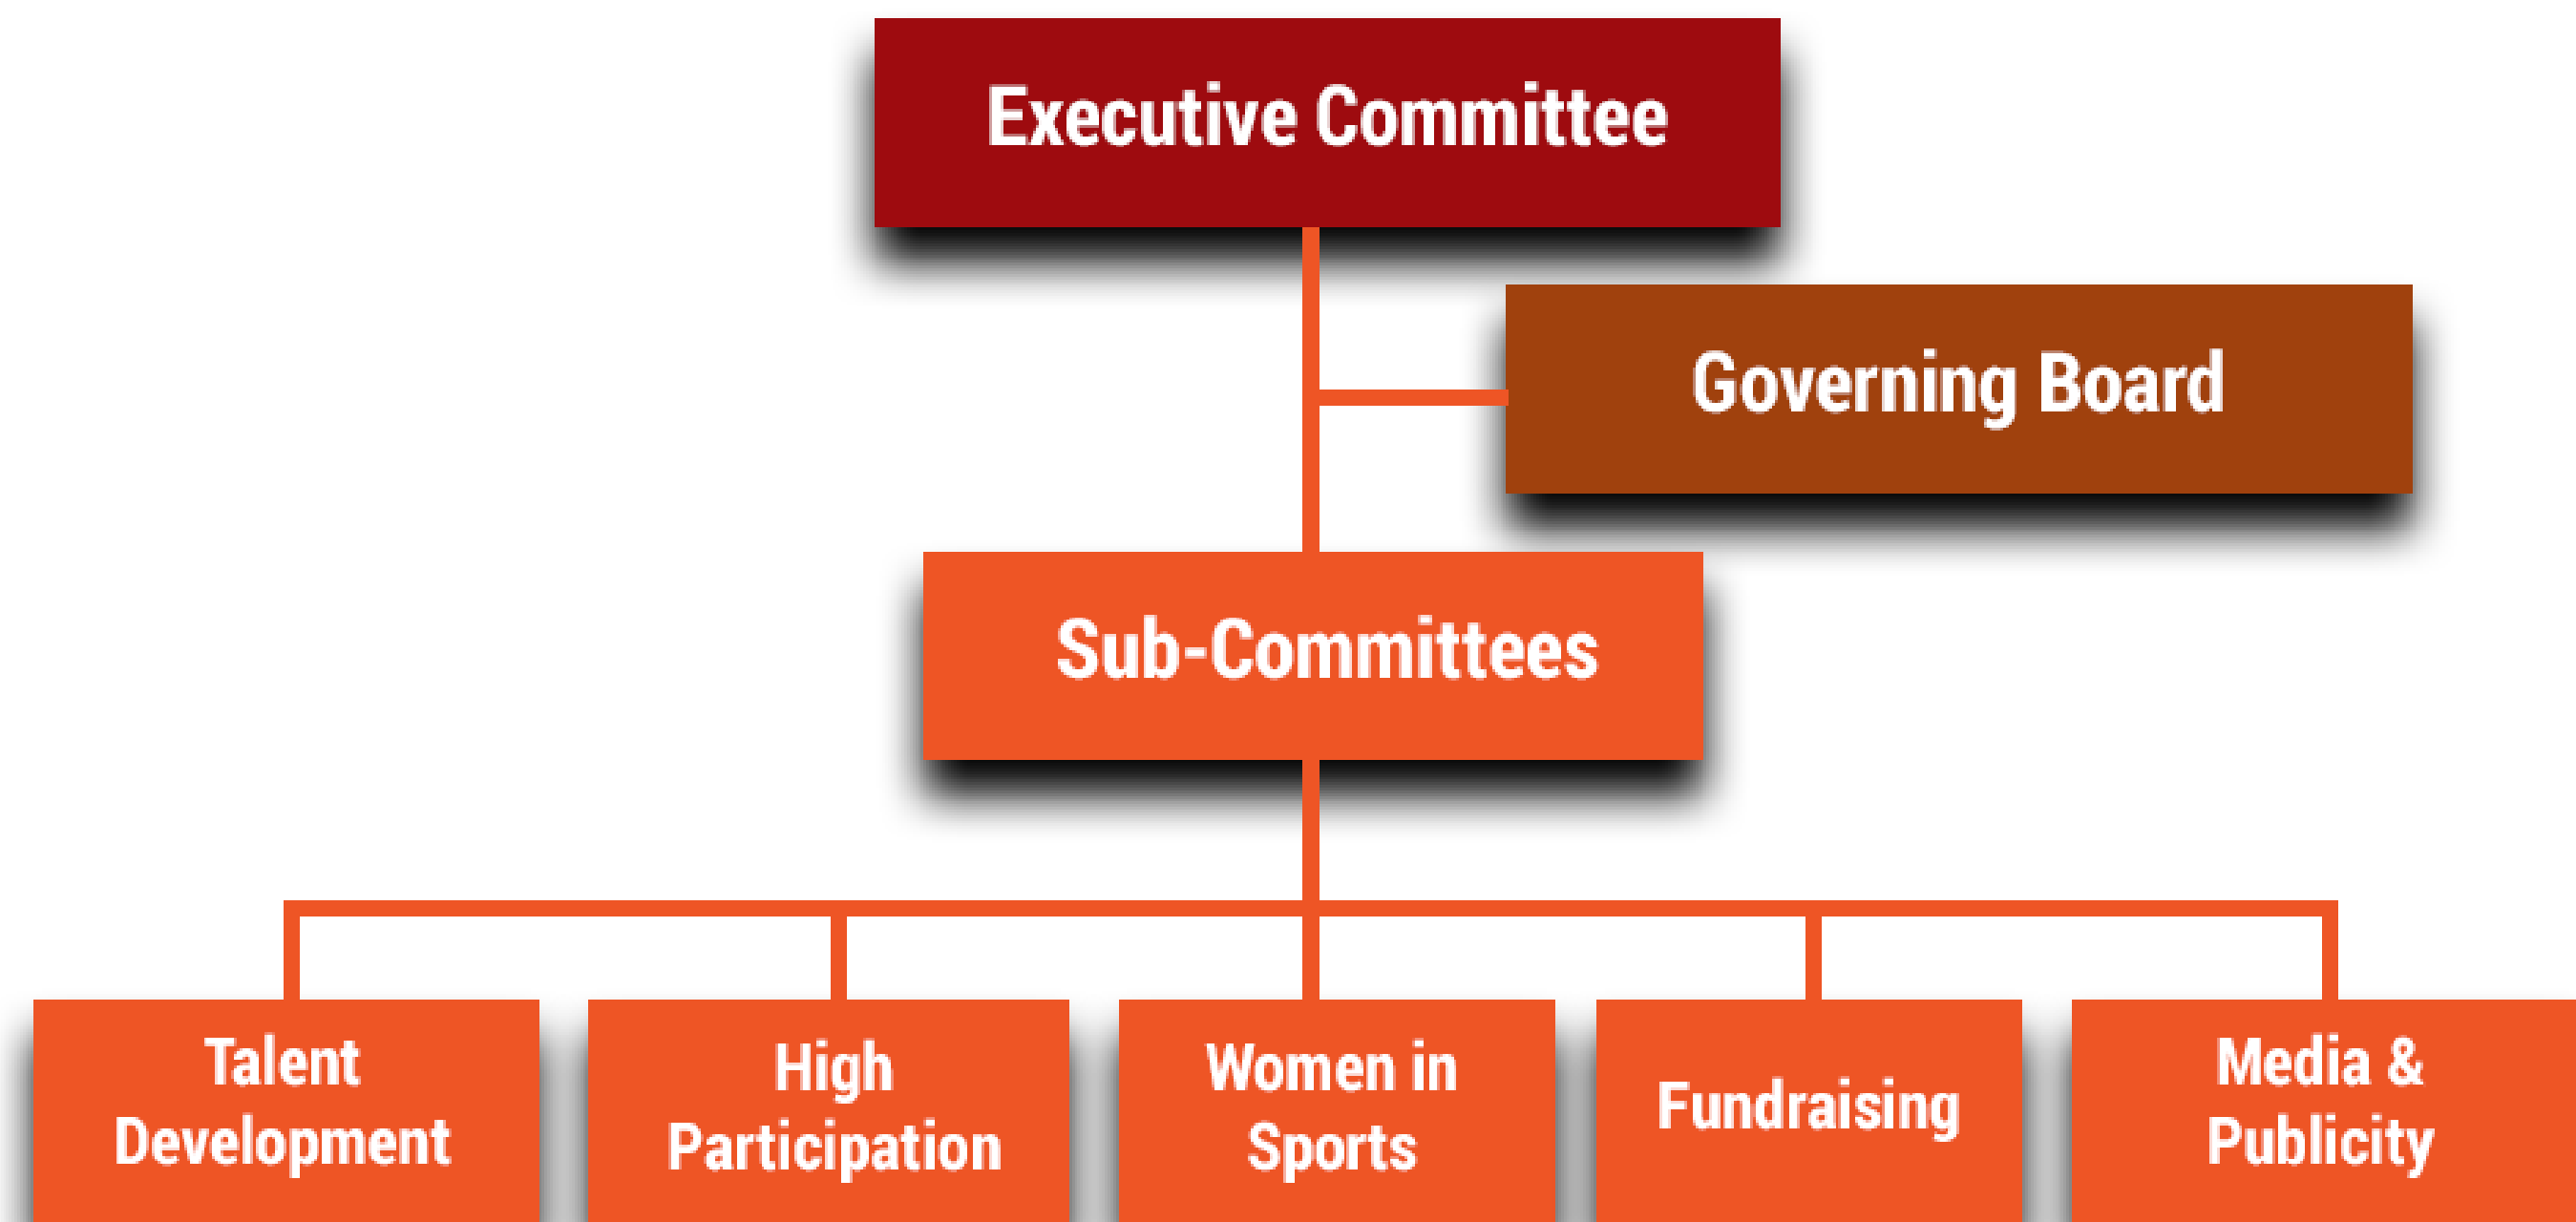 Executive Committee
Governing Board
Sub-Committees
Talent
Development
High
Participation
Women in
Sports
Fundraising
Media &
Publicity